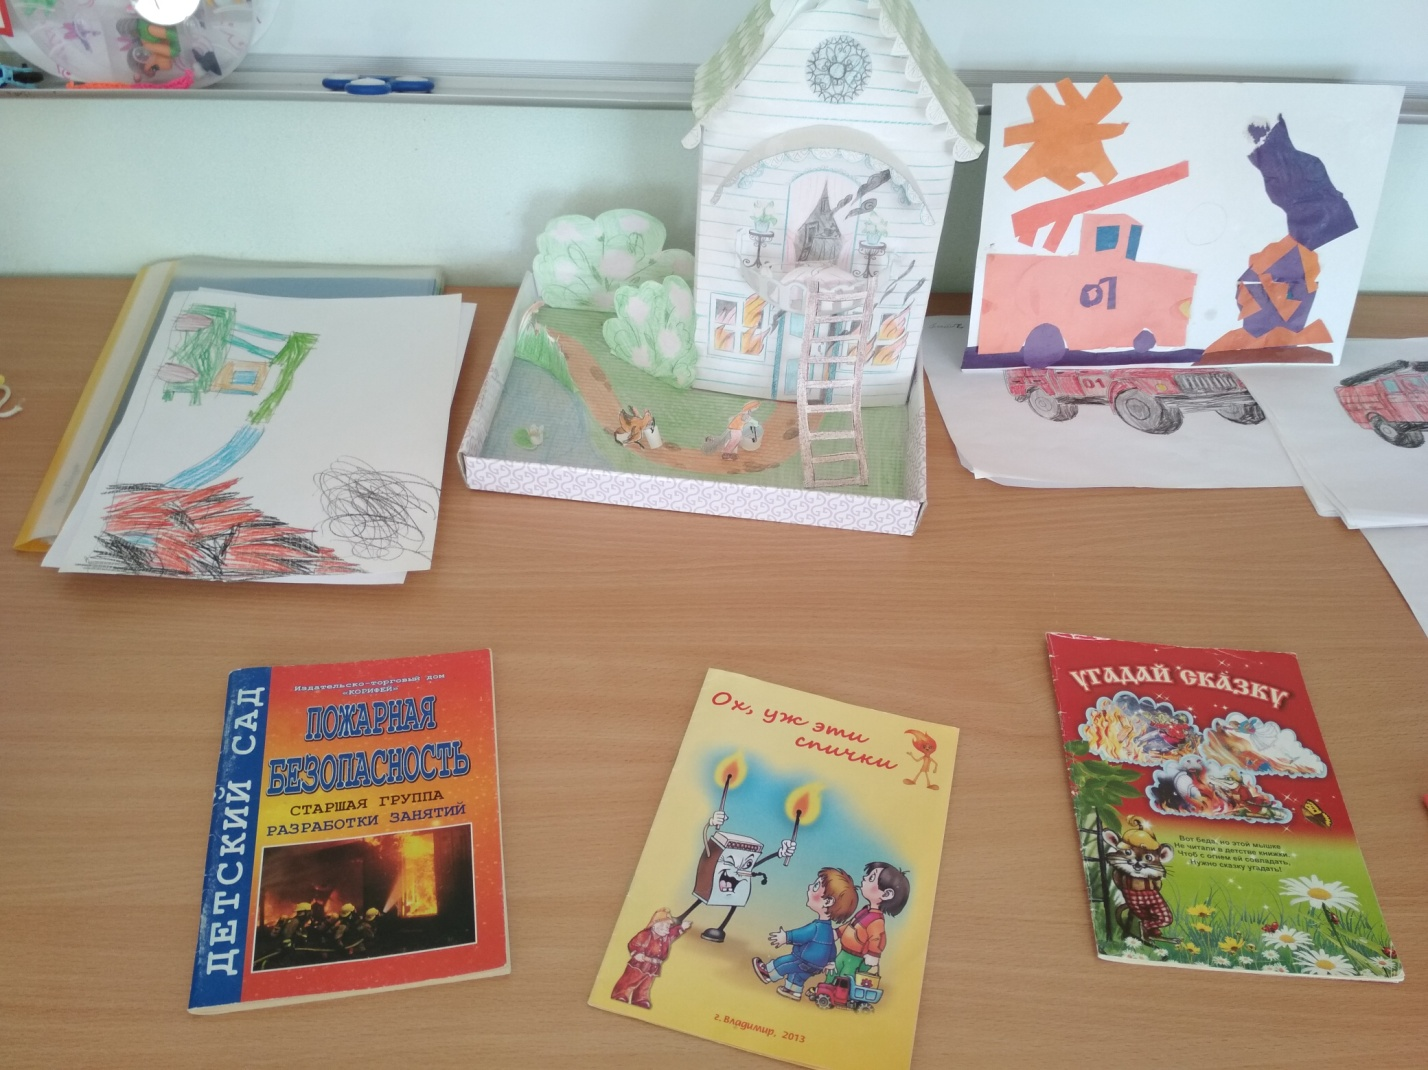 01
01
ДЕТСКИЙ САД
Издательско-торговый дом
«КОРИФЕЙ»
ПОЖАРНАЯ
БЕЗОПАСНОСТЬ
СТАРШАЯ ГРУППА
РАЗРАБОТКИ ЗАНЯТИЙ
Ох, уж эти
спички
г. Владимир, 2013
УГАДАЙ СКАЗКУ
Вот беда, но этой мышке
Не читали в детстве книжки.
Чтоб с огнем ей совладать,
Нужно сказку угадать!